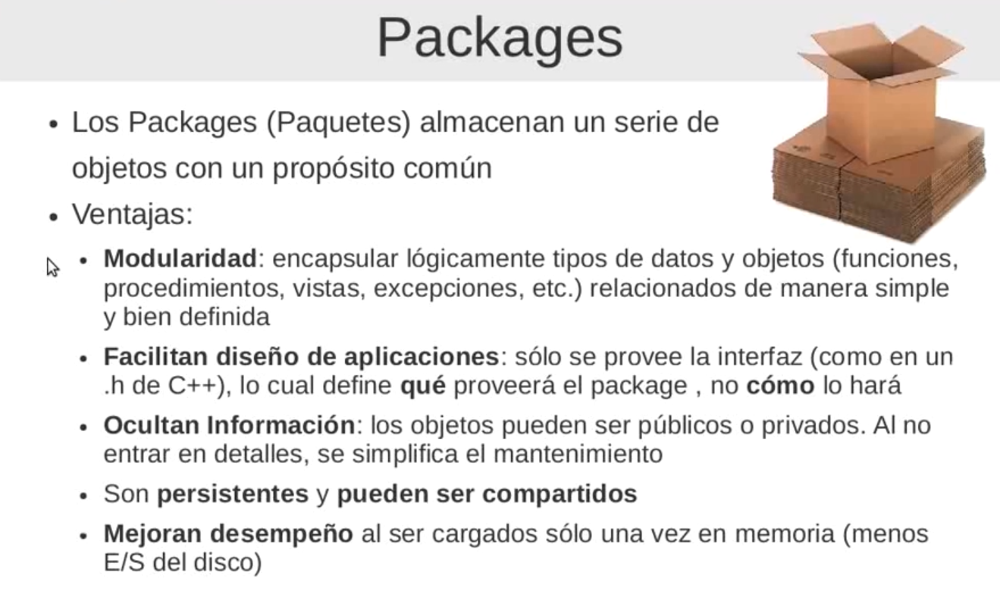 Packages
• Los Packages (Paquetes) almacenan un serie de
objetos con un propósito común
• Ventajas:
• Modularidad: encapsular lógicamente tipos de datos y objetos (funciones,
procedimientos, vistas, excepciones, etc.) relacionados de manera simple
y bien definida
• Facilitan diseño de aplicaciones: sólo se provee la interfaz (como en un
.h de C++), lo cual define qué proveerá el package , no cómo lo hará
• Ocultan Información: los objetos pueden ser públicos o privados. Al no
entrar en detalles, se simplifica el mantenimiento
• Son persistentes y pueden ser compartidos
• Mejoran desempeño al ser cargados sólo una vez en memoria (menos
E/S del disco)